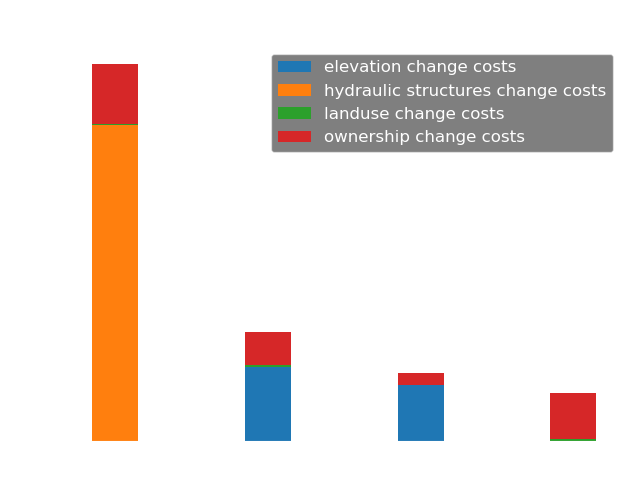 elevation change costs
hydraulic structures change costs
landuse change costs
ownership change costs